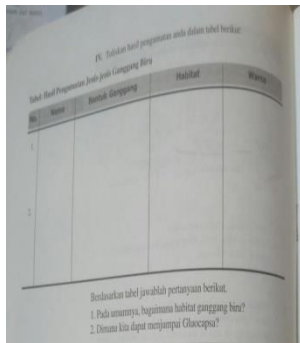 IV. Tuliskan hasil pengamatan anda dalam tabel berikut:
Tabel: Hasil Pengamatan Jenis-jenis Ganggang Biru
No. Nama Bentuk Ganggang Habitat Warna
1.
2.
Berdasarkan tabel jawablah pertanyaan berikut,
1. Pada umumnya, bagaimana habitat ganggang biru?
2. Dimana kita dapat menjumpai Gluocapsa?